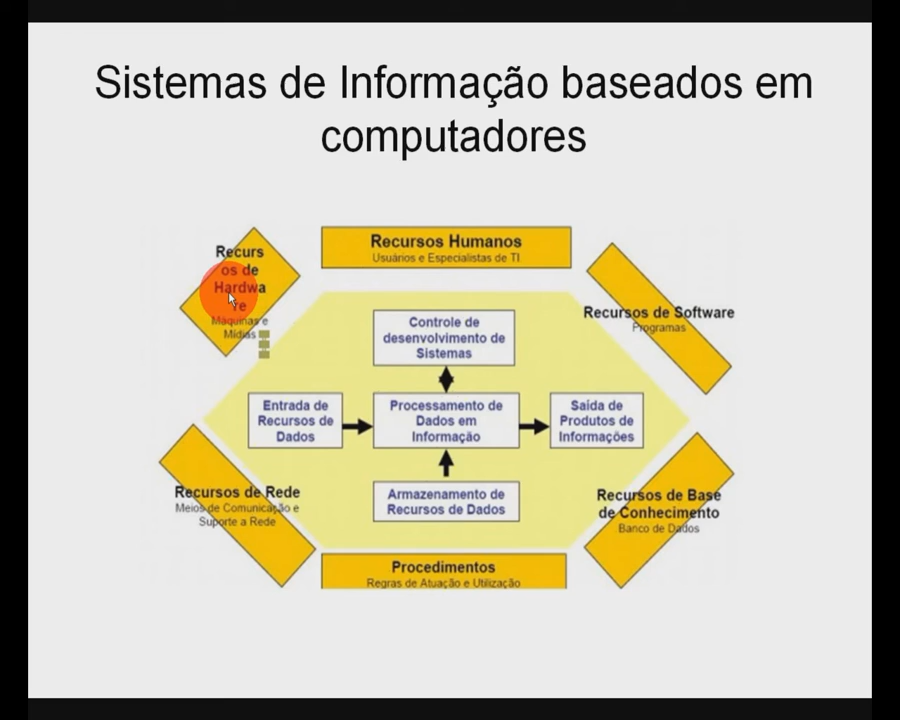 Sistemas de Informação baseados em
computadores
Recurs
os de
Hardwa
re
Máquinas e
Mídias
Recursos Humanos
Usuários e Especialistas de TI
Recursos de Software
Programas
Controle de
desenvolvimento de
Sistemas
Entrada de
Recursos de
Dados
Processamento de
Dados em
Informação
Saída de
Produtos de
Informações
Armazenamento de
Recursos de Dados
Recursos de Rede
Meios de Comunicação e
Suporte a Rede
Recursos de Base
de Conhecimento
Banco de Dados
Procedimentos
Regras de Atuação e Utilização